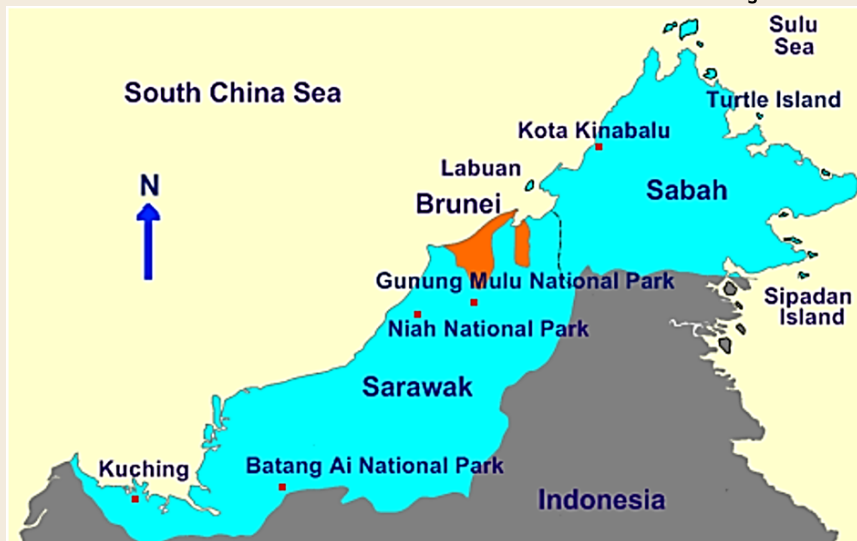 Sulu
Sea
South China Sea
Turtle Island
Kota Kinabalu
Labuan
N
Sabah
Brunei
Gunung Mulu National Park
Sipadan
Island
Niah National Park
Sarawak
Kuching
Batang Ai National Park
Indonesia